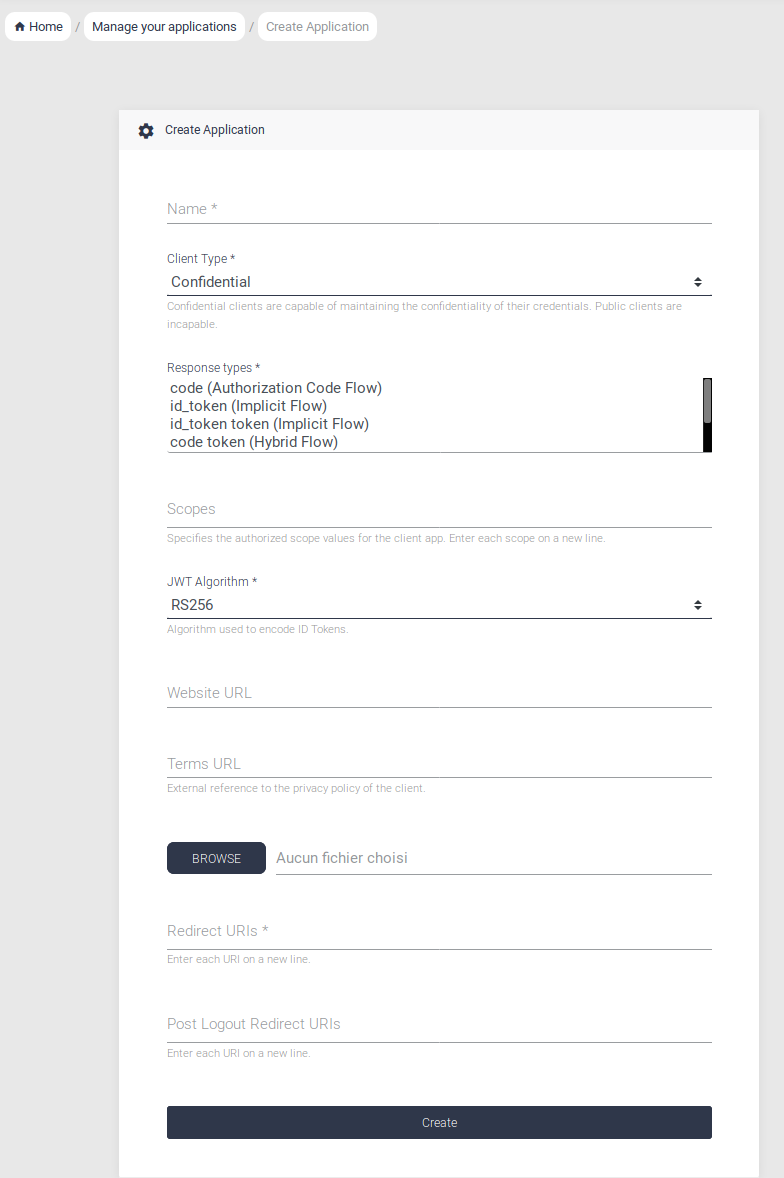 Home / Manage your applications / Create Application
Create Application
Name *
Client Type *
Confidential
Confidential clients are capable of maintaining the confidentiality of their credentials. Public clients are
incapable.
Response types *
code (Authorization Code Flow)
id_token (Implicit Flow)
id_token token (Implicit Flow)
code token (Hybrid Flow)
Scopes
Specifies the authorized scope values for the client app. Enter each scope on a new line.
JWT Algorithm *
RS256
Algorithm used to encode ID Tokens.
Website URL
Terms URL
External reference to the privacy policy of the client.
BROWSE Aucun fichier choisi
Redirect URIs *
Enter each URI on a new line.
Post Logout Redirect URIs
Enter each URI on a new line.
Create